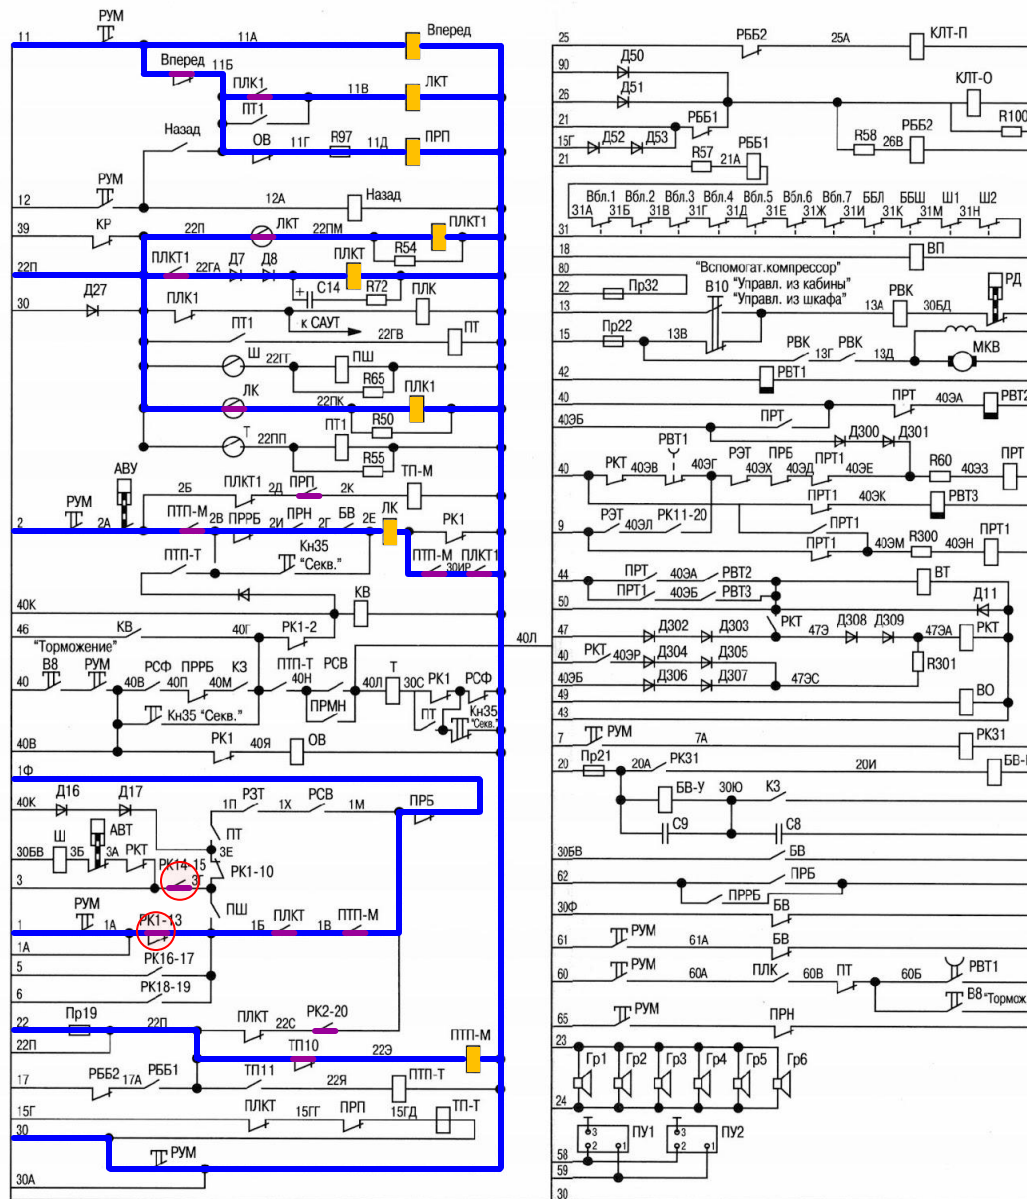 11 РУМ 11А Вперед
Вперед 11Б
ПЛК1 11В ЛКТ
ПТ1
Назад ОВ 11Г R97 11Д ПРП
РУМ
12 12А Назад
39 КР 22П ЛКТ 22ПМ ПЛКТ1
R54
22П ПЛКТ1 22ГА Д7 Д8 ПЛКТ
+ С14 R72
30 Д27 ПЛК1 ПЛК
к САУТ
ПТ1 22ГВ ПТ
Ш 22ГГ ПШ
R65
ЛК 22ПК ПЛК1
R50
Т 22ПП ПТ1
R55
АВУ 2Б ПЛКТ1 2Д ПРП 2К ТП-М
2 РУМ 2А ПТП-М 2В ПРРБ 2И ПРН 2Г БВ 2Е ЛК РК1
ПТП-Т Кн35 "Секв." ПТП-М 30ИР ПЛКТ1
40К КВ
46 КВ 40Г РК1-2
"Торможение" 40Л
В8 РУМ РСФ ПРРБ КЗ ПТП-Т РСВ
40 40В 40П 40М 40Н 40Л Т 30С РК1 РСФ
Кн35 "Секв." ПРМН ПТ Кн35 "Секв."
40В РК1 40Я ОВ
1Ф
40К Д16 Д17 1П РЗТ 1Х РСВ 1М ПРБ
ПТ
АВТ 3Е
30БВ Ш 3Б 3А РКТ РК14-15 РК1-10
3 3Г
ПШ
1 РУМ 1А РК1-13 1Б ПЛКТ 1В ПТП-М
1А
5 РК16-17
6 РК18-19
22 Пр19 22П ПЛКТ 22С РК2-20
22П ТП10 22Э ПТП-М
17 РББ2 17А РББ1 ТП11 22Я ПТП-Т
15Г ПЛКТ 15ГГ ПРП 15ГД ТП-Т
30
РУМ
30А
25 РББ2 25А КЛТ-П
90 Д50
26 Д51 КЛТ-О
21 РББ1 R100
15Г Д52 Д53 R58 26В РББ2
21 R57 21А РББ1
Вбл.1 Вбл.2 Вбл.3 Вбл.4 Вбл.5 Вбл.6 Вбл.7 ББЛ ББШ Ш1 Ш2
31А 31Б 31В 31Г 31Д 31Е 31Ж 31И 31К 31М 31Н
31
18 ВП
80 "Вспомогат.компрессор"
22 Пр32 В10 "Управл. из кабины" РД
13 "Управл. из шкафа" 13А РВК 30БД
15 Пр22 13В РВК 13Г РВК 13Д МКВ
42 РВТ1
40 ПРТ 40ЭА РВТ2
40ЭБ ПРТ Д300 Д301
РВТ1
40 РКТ 40ЭВ 40ЭГ РЭТ 40ЭХ ПРБ 40ЭД ПРТ1 40ЭЕ R60 40ЭЗ ПРТ
ПРТ1 40ЭК РВТ3
9 РЭТ 40ЭЛ РК11-20 ПРТ1
ПРТ1 40ЭМ R300 40ЭН ПРТ1
44 ПРТ 40ЭА РВТ2 ВТ
50 ПРТ1 40ЭБ РВТ3 Д11
47 Д302 Д303 РКТ 47Э Д308 Д309 47ЭА РКТ
40 РКТ 40ЭР Д304 Д305 R301
40ЭБ Д306 Д307 47ЭС
49 ВО
43
7 РУМ 7А РК31
20 Пр21 20А РК31 20И
БВ-У 30Ю КЗ
С9 С8
30БВ БВ
62 ПРБ
ПРРБ
30Ф БВ
61 РУМ 61А БВ
60 РУМ 60А ПЛК 60В ПТ 60Б РВТ1
В8 "Тормож
65 РУМ ПРН
23 Гр1 Гр2 Гр3 Гр4 Гр5 Гр6
24
3 2 1 ПУ1 3 2 1 ПУ2
58
59
30